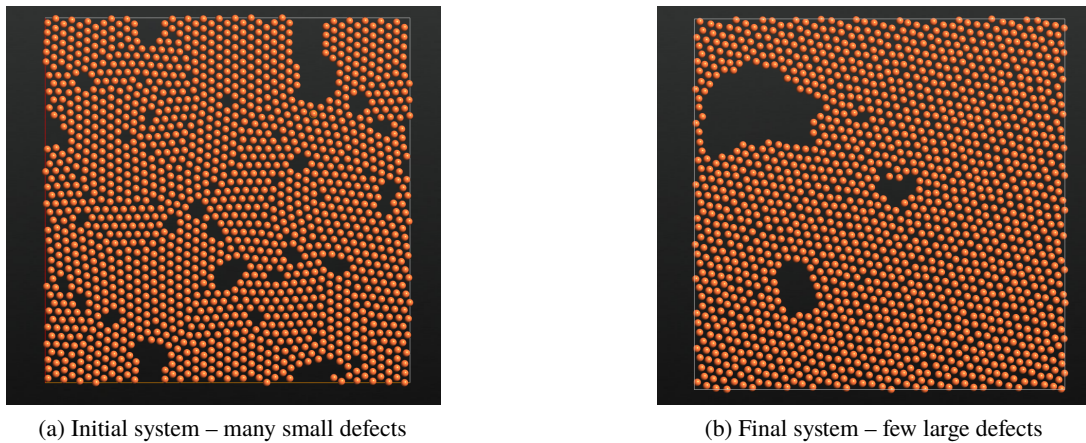 (a) Initial system – many small defects
(b) Final system – few large defects